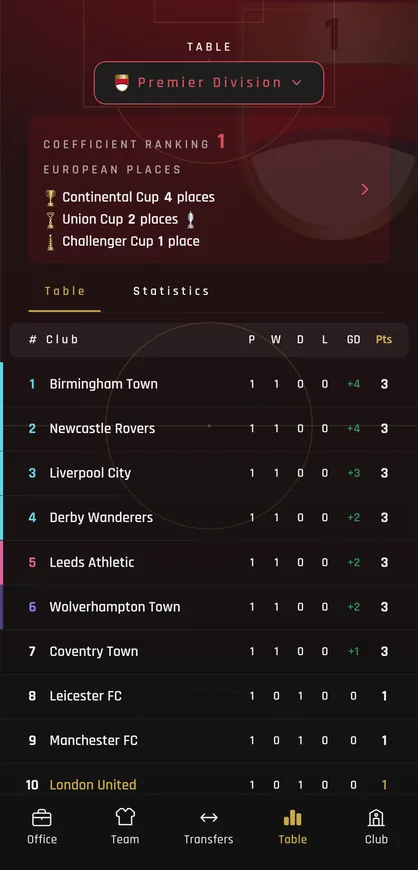 1
TABLE
Premier Division
COEFFICIENT RANKING 1
EUROPEAN PLACES
Continental Cup 4 places
Union Cup 2 places
Challenger Cup 1 place
Table Statistics
# Club P W D L GD Pts
1 Birmingham Town 1 1 0 0 +4 3
2 Newcastle Rovers 1 1 0 0 +4 3
3 Liverpool City 1 1 0 0 +3 3
4 Derby Wanderers 1 1 0 0 +2 3
5 Leeds Athletic 1 1 0 0 +2 3
6 Wolverhampton Town 1 1 0 0 +2 3
7 Coventry Town 1 1 0 0 +1 3
8 Leicester FC 1 0 1 0 0 1
9 Manchester FC 1 0 1 0 0 1
10 London United 1 0 1 0 0 1
Office Team Transfers Table Club